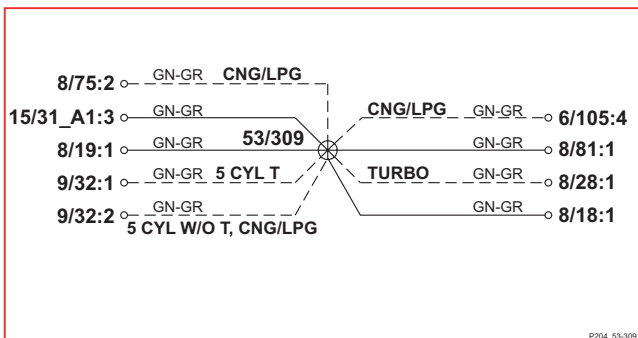 8/75:2 GN-GR CNG/LPG
15/31_A1:3 GN-GR CNG/LPG GN-GR 6/105:4
53/309
8/19:1 GN-GR GN-GR 8/81:1
9/32:1 GN-GR 5 CYL T TURBO GN-GR 8/28:1
9/32:2 GN-GR GN-GR 8/18:1
5 CYL W/O T, CNG/LPG
P204_53-309